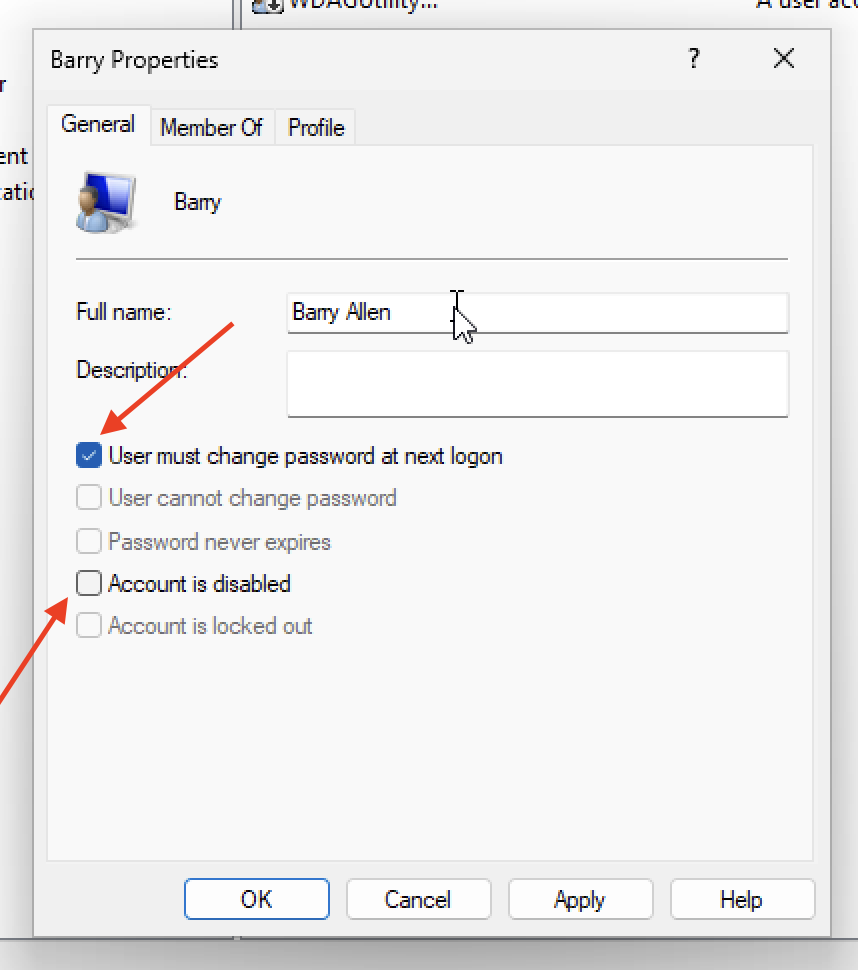 WDAGUtility...
A user acc
Barry Properties
?
r
General
Member Of
Profile
ent
Barry
Full name:
Barry Allen
Description:
User must change password at next logon
User cannot change password
Password never expires
Account is disabled
Account is locked out
OK
Cancel
Apply
Help